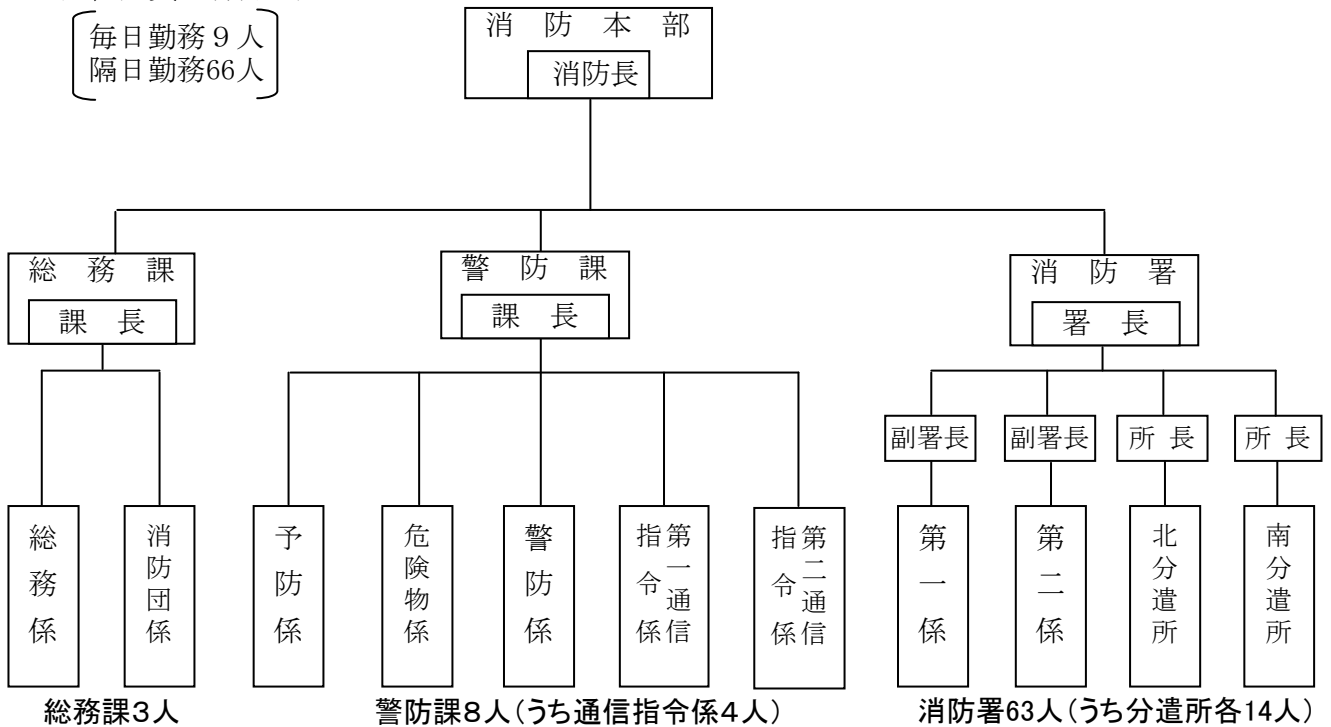 毎日勤務9人
隔日勤務66人
消防本部
消防長
総務課
課長
警防課
課長
消防署
署長
副署長
副署長
所長
所長
総務係
消防団係
予防係
危険物係
警防係
第一通信
指令係
第二通信
指令係
第一係
第二係
北分遣所
南分遣所
総務課3人
警防課8人(うち通信指令係4人)
消防署63人(うち分遣所各14人)